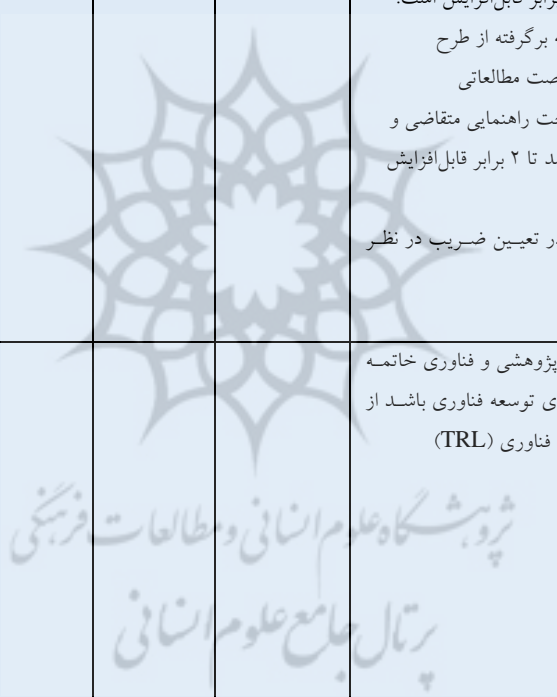 برابر قابل‌افزایش است.
برگرفته از طرح
صت مطالعاتی
ت راهنمایی متقاضی و
د تا ۲ برابر قابل‌افزایش
در تعیین ضریب در نظر
پژوهشی و فناوری خاتمه
ی توسعه فناوری باشد از
فناوری (TRL)
پژوهشگاه علوم انسانی و مطالعات فرهنگی
پرتال جامع علوم انسانی